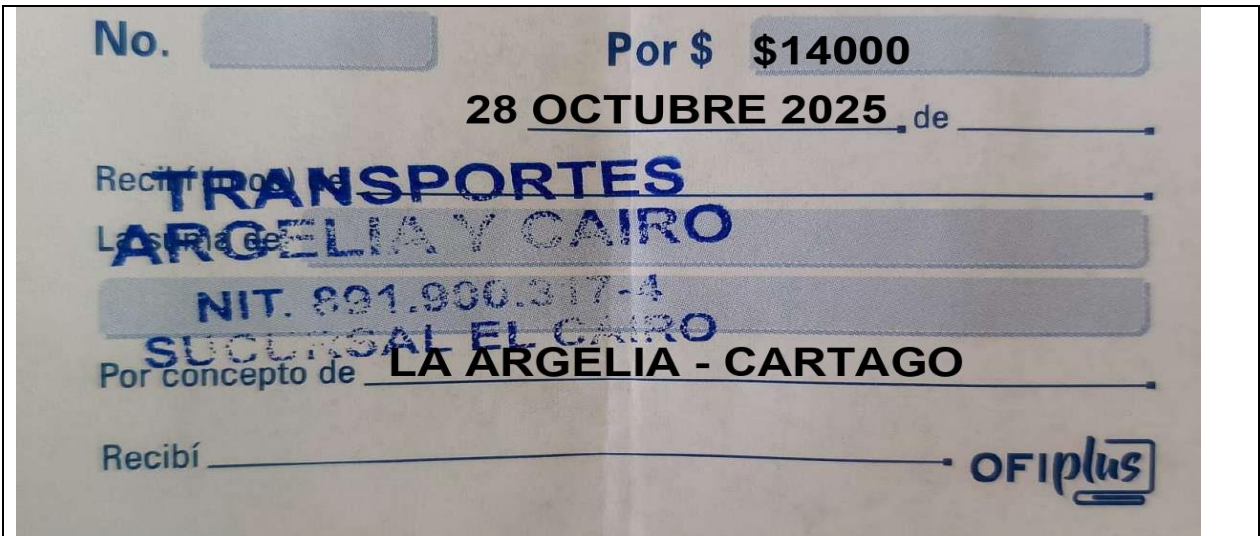 No. Por $ $14000
28 OCTUBRE 2025 de
Recibí (mos) de
TRANSPORTES
La suma de
ARGELIA Y CAIRO
NIT. 891.900.317-4
SUCURSAL EL CAIRO
Por concepto de LA ARGELIA - CARTAGO
Recibí
OFIplus